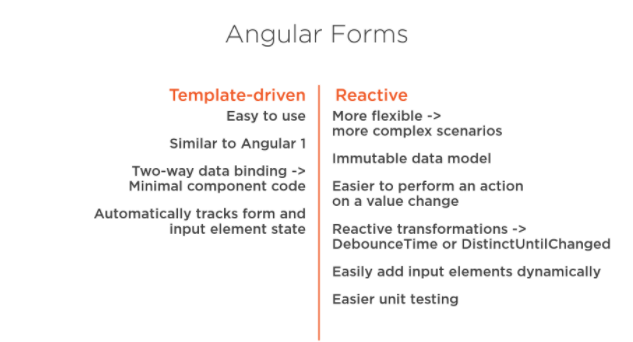 Angular Forms
Template-driven
Easy to use
Similar to Angular 1
Two-way data binding ->
Minimal component code
Automatically tracks form and
input element state
Reactive
More flexible ->
more complex scenarios
Immutable data model
Easier to perform an action
on a value change
Reactive transformations ->
DebounceTime or DistinctUntilChanged
Easily add input elements dynamically
Easier unit testing